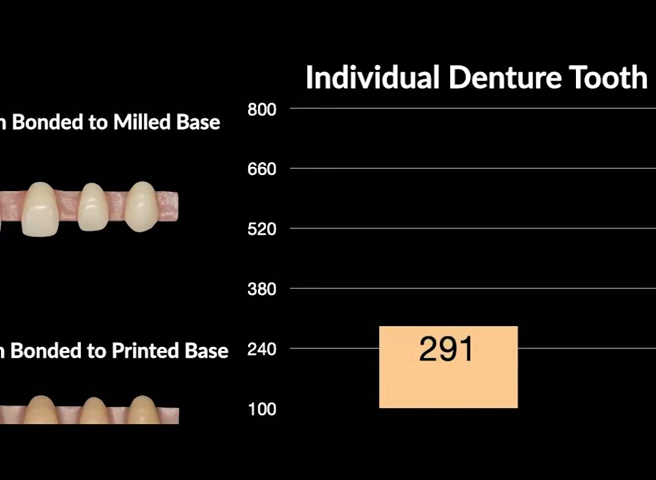 Individual Denture Tooth
Bonded to Milled Base
800
660
520
380
240
100
291
Bonded to Printed Base